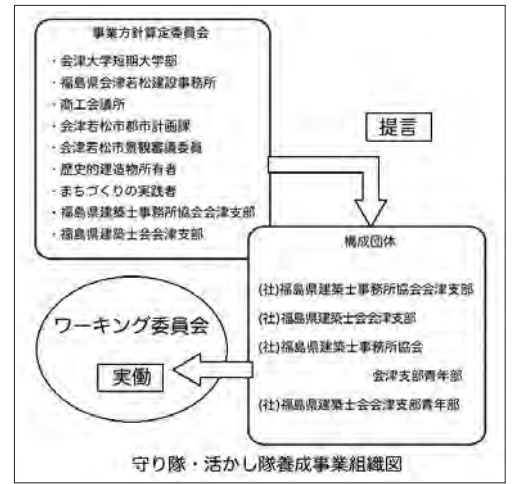 事業方針算定委員会
・会津大学短期大学部
・福島県会津若松建設事務所
・商工会議所
・会津若松市都市計画課
・会津若松市景観審議委員
・歴史的建造物所有者
・まちづくりの実践者
・福島県建築士事務所協会会津支部
・福島県建築士会会津支部
提言
構成団体
(社)福島県建築士事務所協会会津支部
(社)福島県建築士会会津支部
(社)福島県建築士事務所協会
会津支部青年部
(社)福島県建築士会会津支部青年部
ワーキング委員会
実働
守り隊・活かし隊養成事業組織図